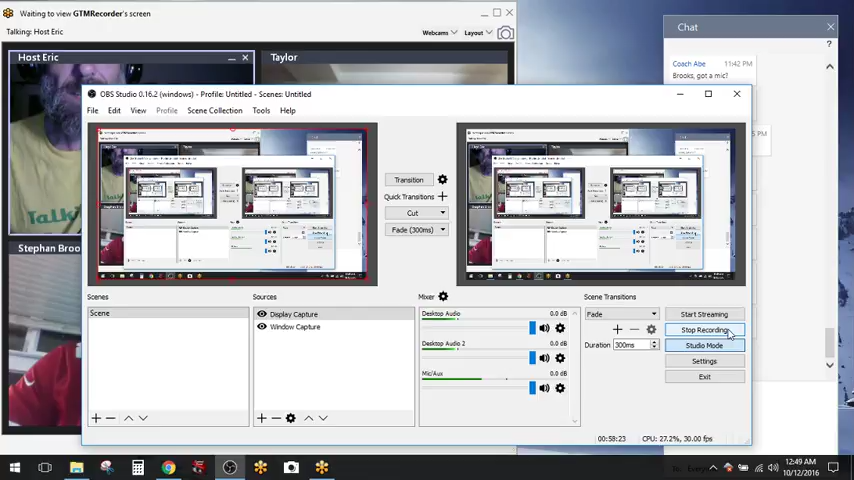 Waiting to view GTMRecorder's screen
Talking: Host Eric
Webcams
Layout
Host Eric
Taylor
Stephan Broo
Chat
?
Coach Abe 11:42 PM
Brooks, got a mic?
5 PM
OBS Studio 0.16.2 (windows) - Profile: Untitled - Scenes: Untitled
File Edit View Profile Scene Collection Tools Help
Transition
Quick Transitions
Cut
Fade (300ms)
Scenes
Scene
Sources
Display Capture
Window Capture
Mixer
Desktop Audio 0.0 dB
Desktop Audio 2 0.0 dB
Mic/Aux 0.0 dB
Scene Transitions
Fade
Duration 300ms
Start Streaming
Stop Recording
Studio Mode
Settings
Exit
00:58:23 CPU: 27.2%, 30.00 fps
12:49 AM
10/12/2016